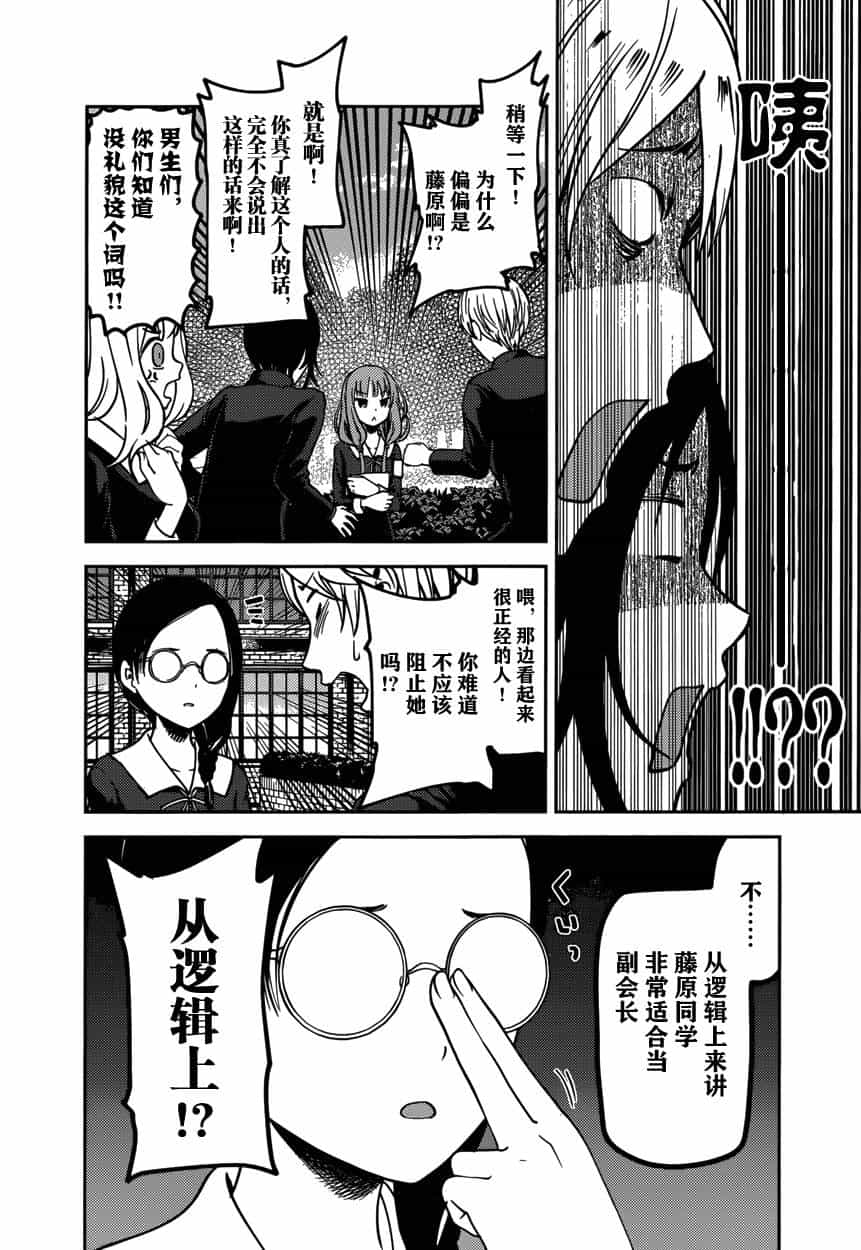 咦
!!??
稍等一下！
为什么
偏偏是
藤原啊!?
就是啊！
你真了解这个人的话，
完全不会说出
这样的话来啊！
男生们，
你们知道
没礼貌这个词吗!!
喂，那边看起来
很正经的人！
你难道
不应该
阻止她
吗!?
不……
从逻辑上来讲
藤原同学
非常适合当
副会长
くいっ
从逻辑上!?